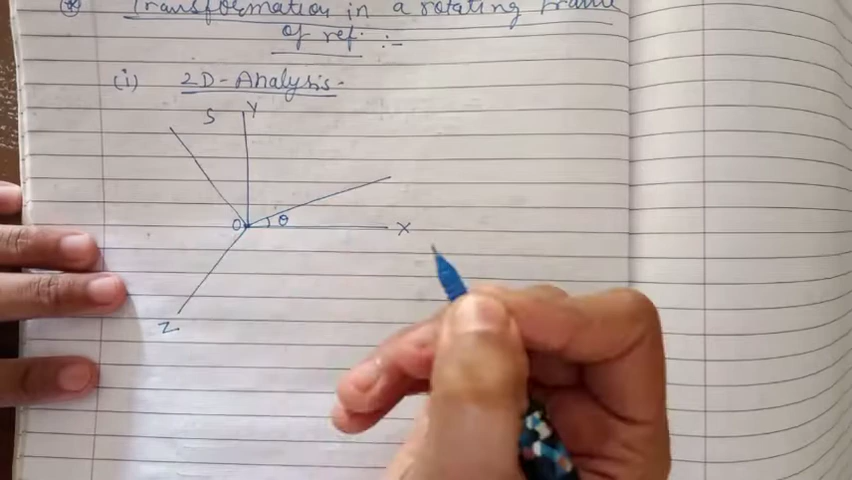 Transformation in a rotating Frame
of ref. :-
(i) 2D-Analysis-
S Y
O θ X
Z